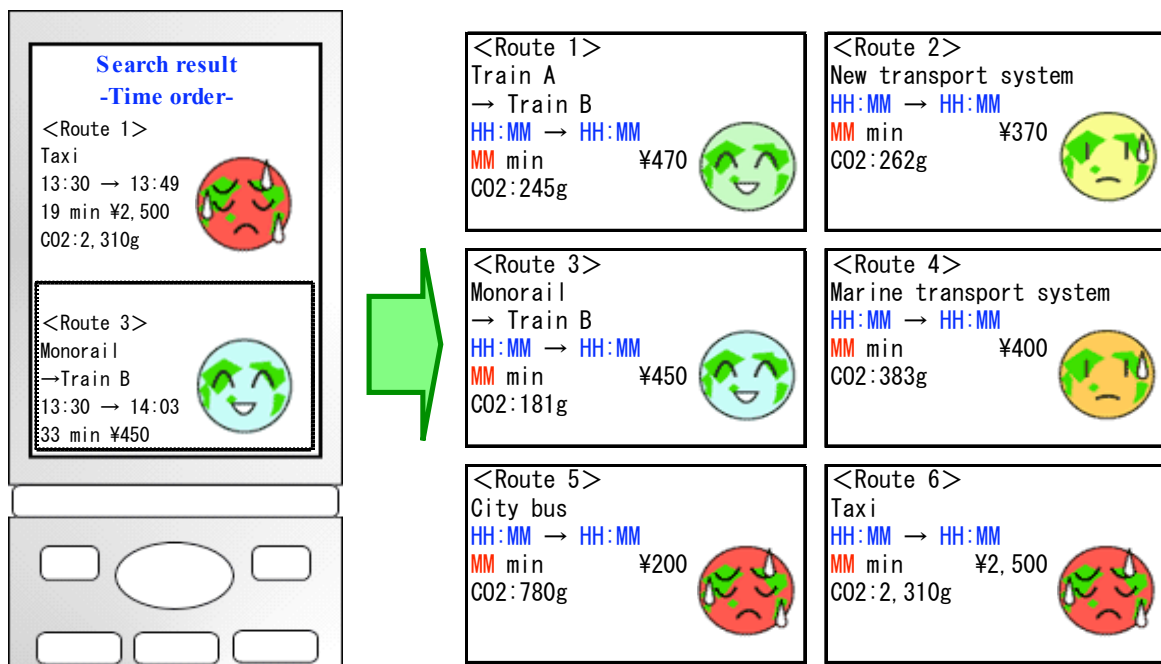 Search result
-Time order-
＜Route 1＞
Taxi
13:30 → 13:49
19 min ¥2,500
CO2:2,310g
＜Route 3＞
Monorail
→Train B
13:30 → 14:03
33 min ¥450
＜Route 1＞
Train A
→ Train B
HH:MM → HH:MM
MM min ¥470
CO2:245g
＜Route 2＞
New transport system
HH:MM → HH:MM
MM min ¥370
CO2:262g
＜Route 3＞
Monorail
→ Train B
HH:MM → HH:MM
MM min ¥450
CO2:181g
＜Route 4＞
Marine transport system
HH:MM → HH:MM
MM min ¥400
CO2:383g
＜Route 5＞
City bus
HH:MM → HH:MM
MM min ¥200
CO2:780g
＜Route 6＞
Taxi
HH:MM → HH:MM
MM min ¥2,500
CO2:2,310g